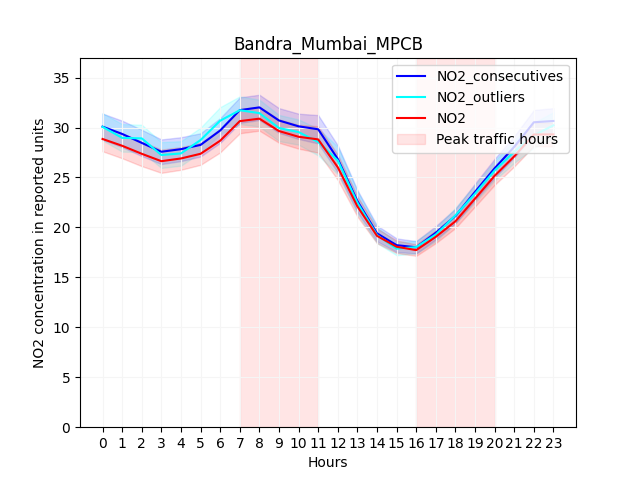 Bandra_Mumbai_MPCB
NO2 concentration in reported units
35
30
25
20
15
10
5
0
NO2_consecutives
NO2_outliers
NO2
Peak traffic hours
0 1 2 3 4 5 6 7 8 9 10 11 12 13 14 15 16 17 18 19 20 21 22 23
Hours